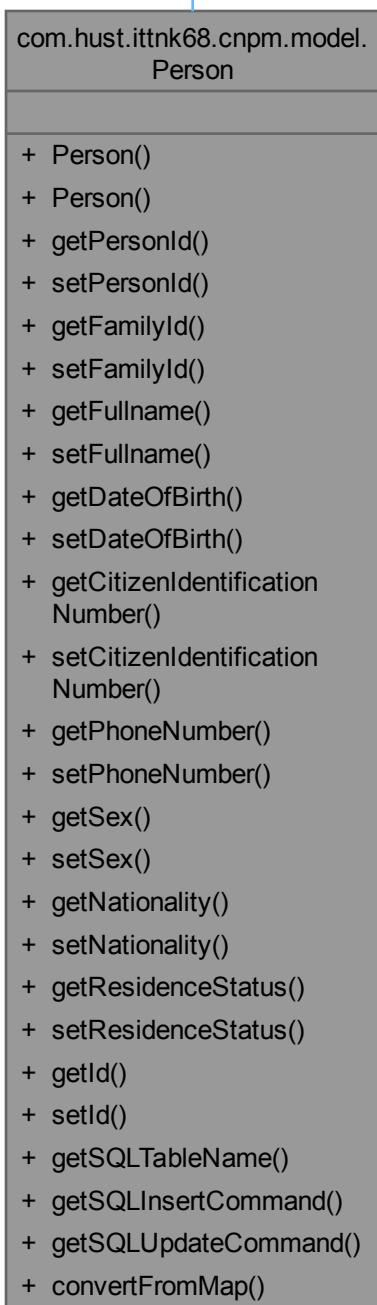 com.hust.ittnk68.cnpm.model.
Person
+ Person()
+ Person()
+ getPersonId()
+ setPersonId()
+ getFamilyId()
+ setFamilyId()
+ getFullname()
+ setFullname()
+ getDateOfBirth()
+ setDateOfBirth()
+ getCitizenIdentification
Number()
+ setCitizenIdentification
Number()
+ getPhoneNumber()
+ setPhoneNumber()
+ getSex()
+ setSex()
+ getNationality()
+ setNationality()
+ getResidenceStatus()
+ setResidenceStatus()
+ getId()
+ setId()
+ getSQLTableName()
+ getSQLInsertCommand()
+ getSQLUpdateCommand()
+ convertFromMap()